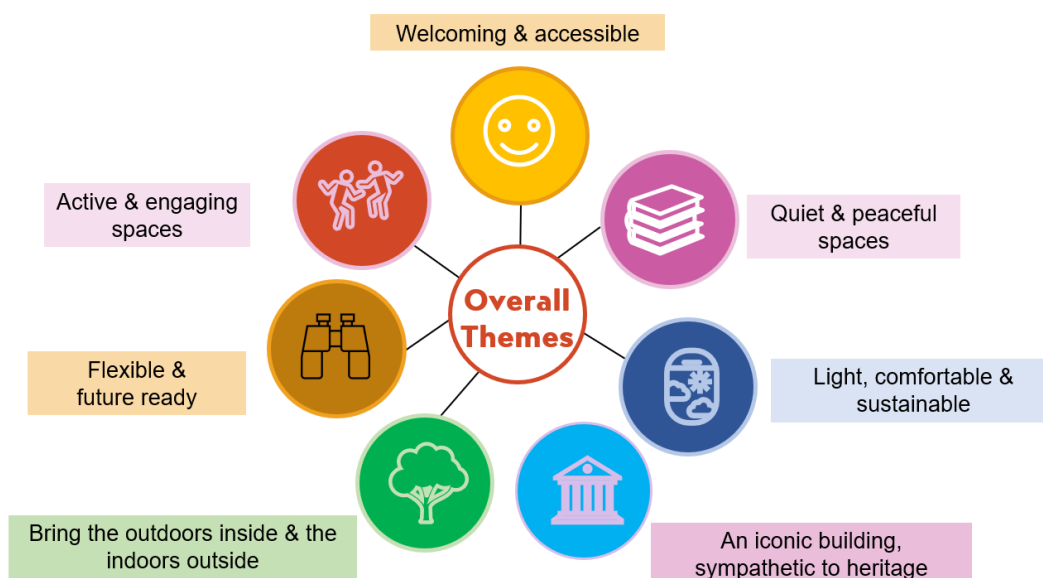 Welcoming & accessible
Active & engaging
spaces
Quiet & peaceful
spaces
Overall
Themes
Flexible &
future ready
Light, comfortable &
sustainable
Bring the outdoors inside & the
indoors outside
An iconic building,
sympathetic to heritage